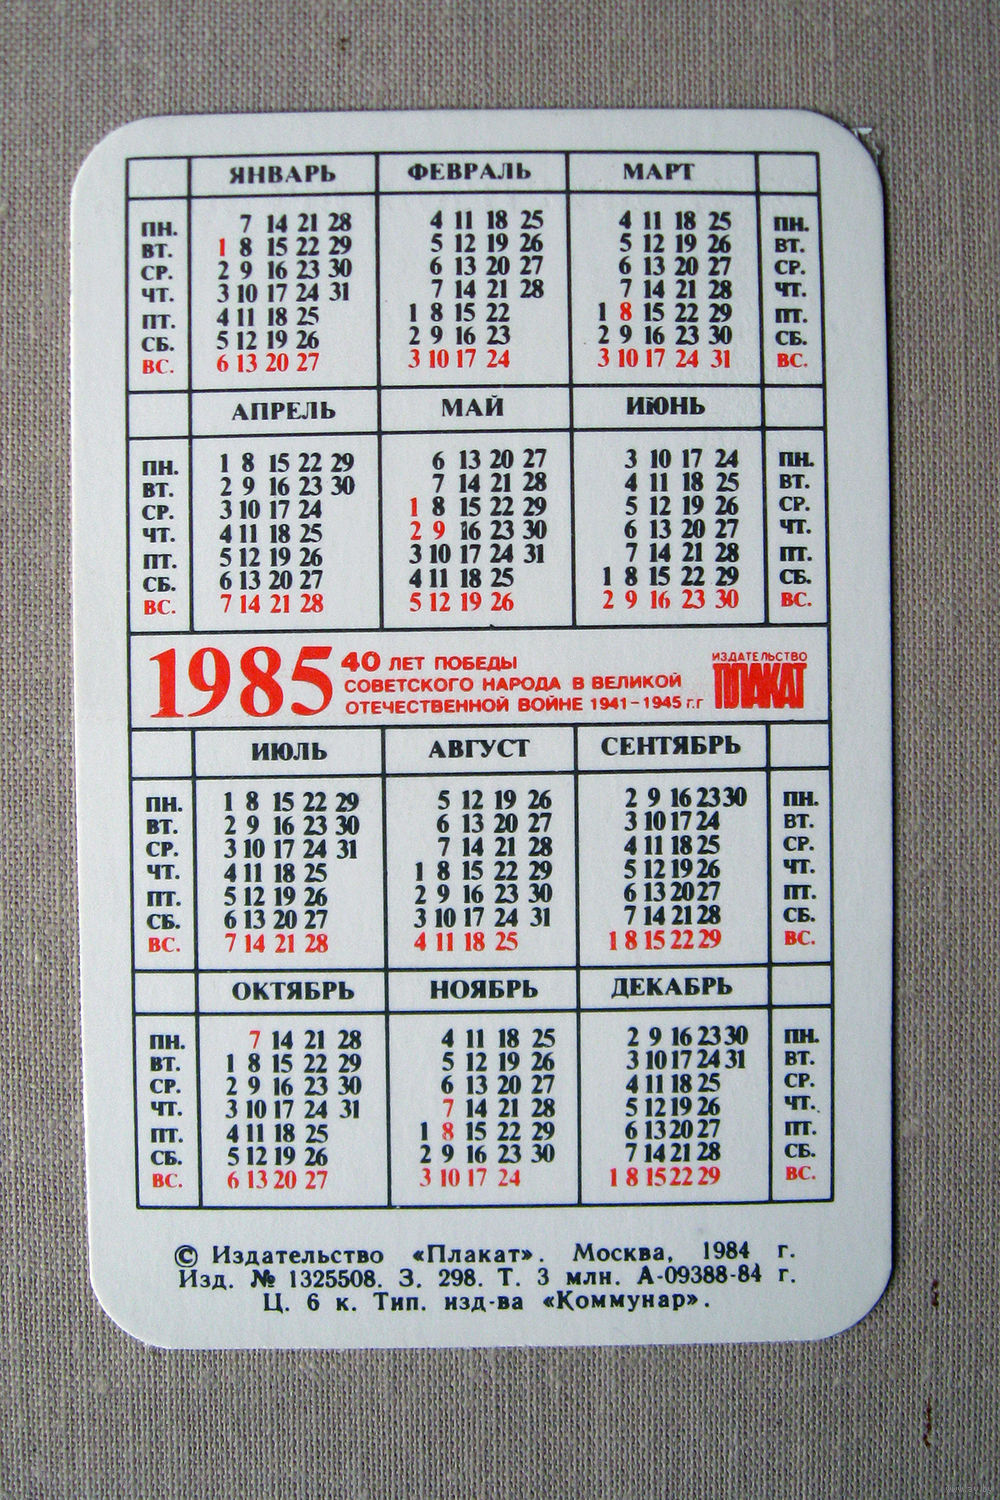 ЯНВАРЬ ФЕВРАЛЬ МАРТ
ПН. 7 14 21 28 4 11 18 25 4 11 18 25 ПН.
ВТ. 1 8 15 22 29 5 12 19 26 5 12 19 26 ВТ.
СР. 2 9 16 23 30 6 13 20 27 6 13 20 27 СР.
ЧТ. 3 10 17 24 31 7 14 21 28 7 14 21 28 ЧТ.
ПТ. 4 11 18 25 1 8 15 22 1 8 15 22 29 ПТ.
СБ. 5 12 19 26 2 9 16 23 2 9 16 23 30 СБ.
ВС. 6 13 20 27 3 10 17 24 3 10 17 24 31 ВС.
АПРЕЛЬ МАЙ ИЮНЬ
ПН. 1 8 15 22 29 6 13 20 27 3 10 17 24 ПН.
ВТ. 2 9 16 23 30 7 14 21 28 4 11 18 25 ВТ.
СР. 3 10 17 24 1 8 15 22 29 5 12 19 26 СР.
ЧТ. 4 11 18 25 2 9 16 23 30 6 13 20 27 ЧТ.
ПТ. 5 12 19 26 3 10 17 24 31 7 14 21 28 ПТ.
СБ. 6 13 20 27 4 11 18 25 1 8 15 22 29 СБ.
ВС. 7 14 21 28 5 12 19 26 2 9 16 23 30 ВС.
1985
40 ЛЕТ ПОБЕДЫ
СОВЕТСКОГО НАРОДА В ВЕЛИКОЙ
ОТЕЧЕСТВЕННОЙ ВОЙНЕ 1941-1945 г.г
ИЗДАТЕЛЬСТВО
ПЛАКАТ
ИЮЛЬ АВГУСТ СЕНТЯБРЬ
ПН. 1 8 15 22 29 5 12 19 26 2 9 16 23 30 ПН.
ВТ. 2 9 16 23 30 6 13 20 27 3 10 17 24 ВТ.
СР. 3 10 17 24 31 7 14 21 28 4 11 18 25 СР.
ЧТ. 4 11 18 25 1 8 15 22 29 5 12 19 26 ЧТ.
ПТ. 5 12 19 26 2 9 16 23 30 6 13 20 27 ПТ.
СБ. 6 13 20 27 3 10 17 24 31 7 14 21 28 СБ.
ВС. 7 14 21 28 4 11 18 25 1 8 15 22 29 ВС.
ОКТЯБРЬ НОЯБРЬ ДЕКАБРЬ
ПН. 7 14 21 28 4 11 18 25 2 9 16 23 30 ПН.
ВТ. 1 8 15 22 29 5 12 19 26 3 10 17 24 31 ВТ.
СР. 2 9 16 23 30 6 13 20 27 4 11 18 25 СР.
ЧТ. 3 10 17 24 31 7 14 21 28 5 12 19 26 ЧТ.
ПТ. 4 11 18 25 1 8 15 22 29 6 13 20 27 ПТ.
СБ. 5 12 19 26 2 9 16 23 30 7 14 21 28 СБ.
ВС. 6 13 20 27 3 10 17 24 1 8 15 22 29 ВС.
© Издательство «Плакат». Москва, 1984 г.
Изд. № 1325508. З. 298. Т. 3 млн. А-09388-84 г.
Ц. 6 к. Тип. изд-ва «Коммунар».